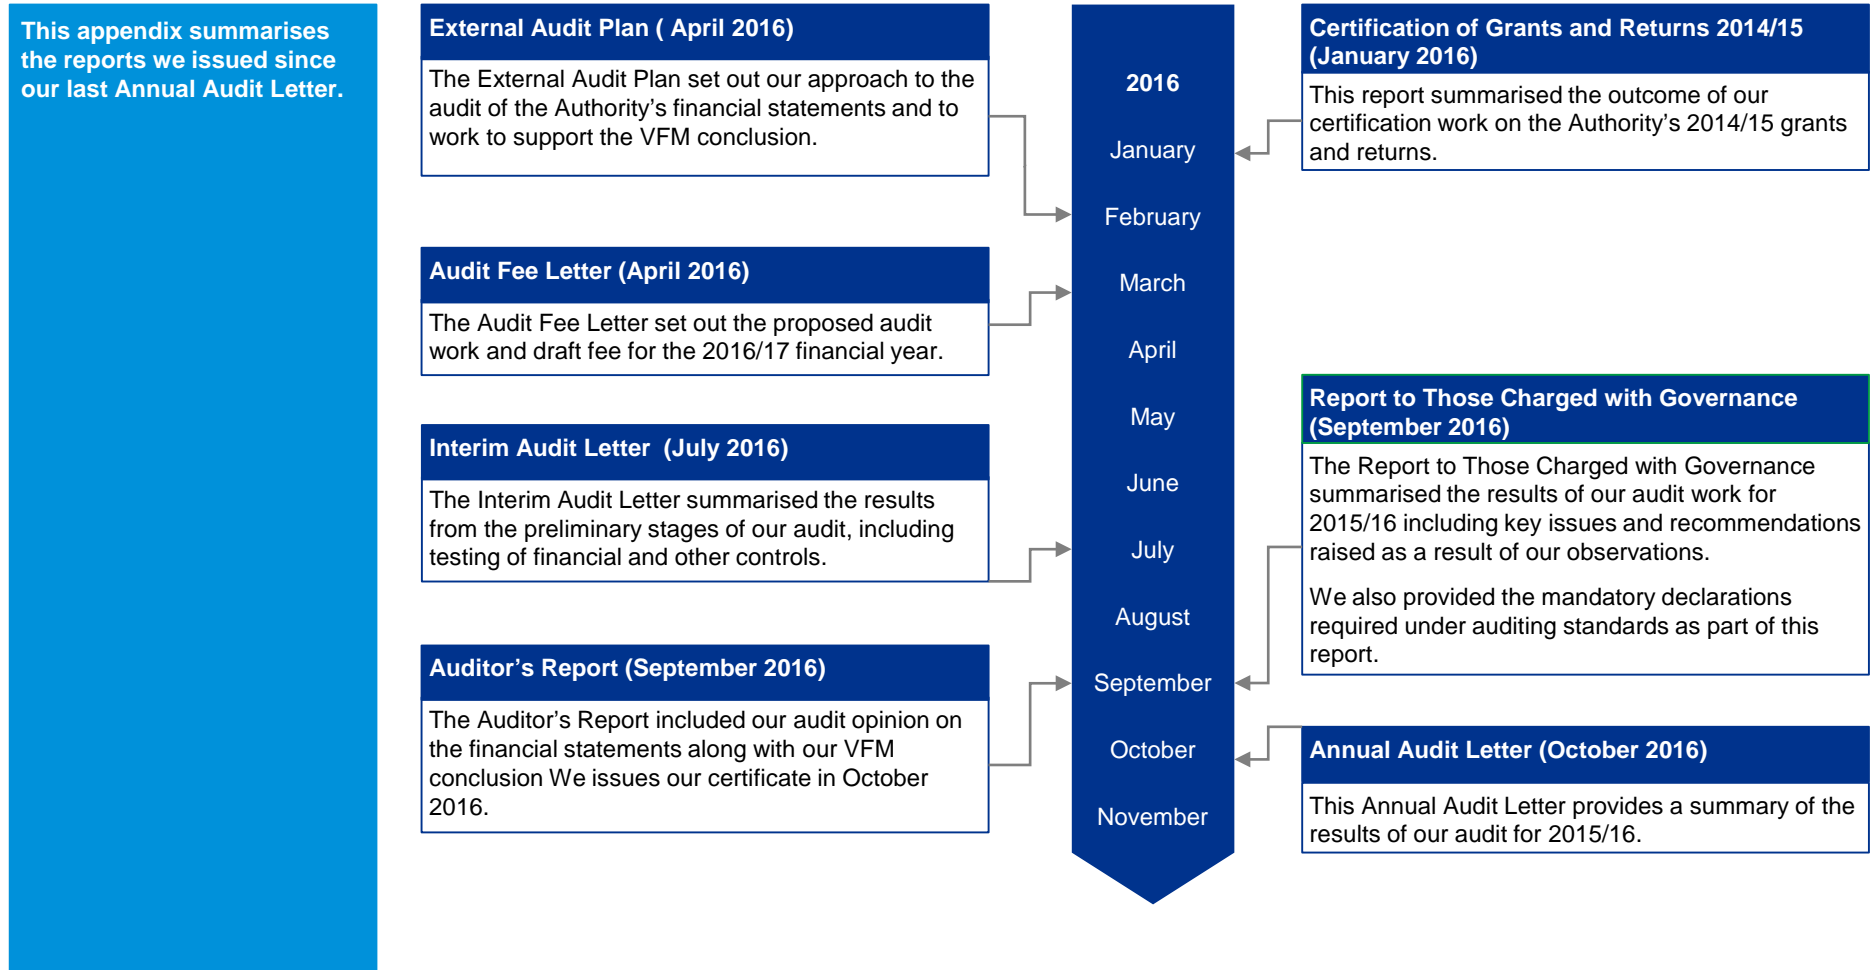 This appendix summarises
the reports we issued since
our last Annual Audit Letter.
External Audit Plan ( April 2016)
The External Audit Plan set out our approach to the
audit of the Authority’s financial statements and to
work to support the VFM conclusion.
Audit Fee Letter (April 2016)
The Audit Fee Letter set out the proposed audit
work and draft fee for the 2016/17 financial year.
Interim Audit Letter  (July 2016)
The Interim Audit Letter summarised the results
from the preliminary stages of our audit, including
testing of financial and other controls.
Auditor’s Report (September 2016)
The Auditor’s Report included our audit opinion on
the financial statements along with our VFM
conclusion We issues our certificate in October
2016.
2016
January
February
March
April
May
June
July
August
September
October
November
Certification of Grants and Returns 2014/15
(January 2016)
This report summarised the outcome of our
certification work on the Authority’s 2014/15 grants
and returns.
Report to Those Charged with Governance
(September 2016)
The Report to Those Charged with Governance
summarised the results of our audit work for
2015/16 including key issues and recommendations
raised as a result of our observations.
We also provided the mandatory declarations
required under auditing standards as part of this
report.
Annual Audit Letter (October 2016)
This Annual Audit Letter provides a summary of the
results of our audit for 2015/16.